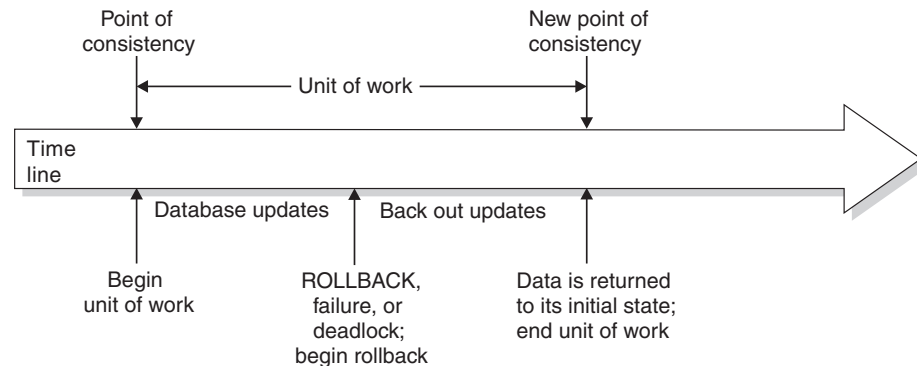 Point of
consistency
New point of
consistency
Unit of work
Time
line
Database updates
Back out updates
Begin
unit of work
ROLLBACK,
failure, or
deadlock;
begin rollback
Data is returned
to its initial state;
end unit of work